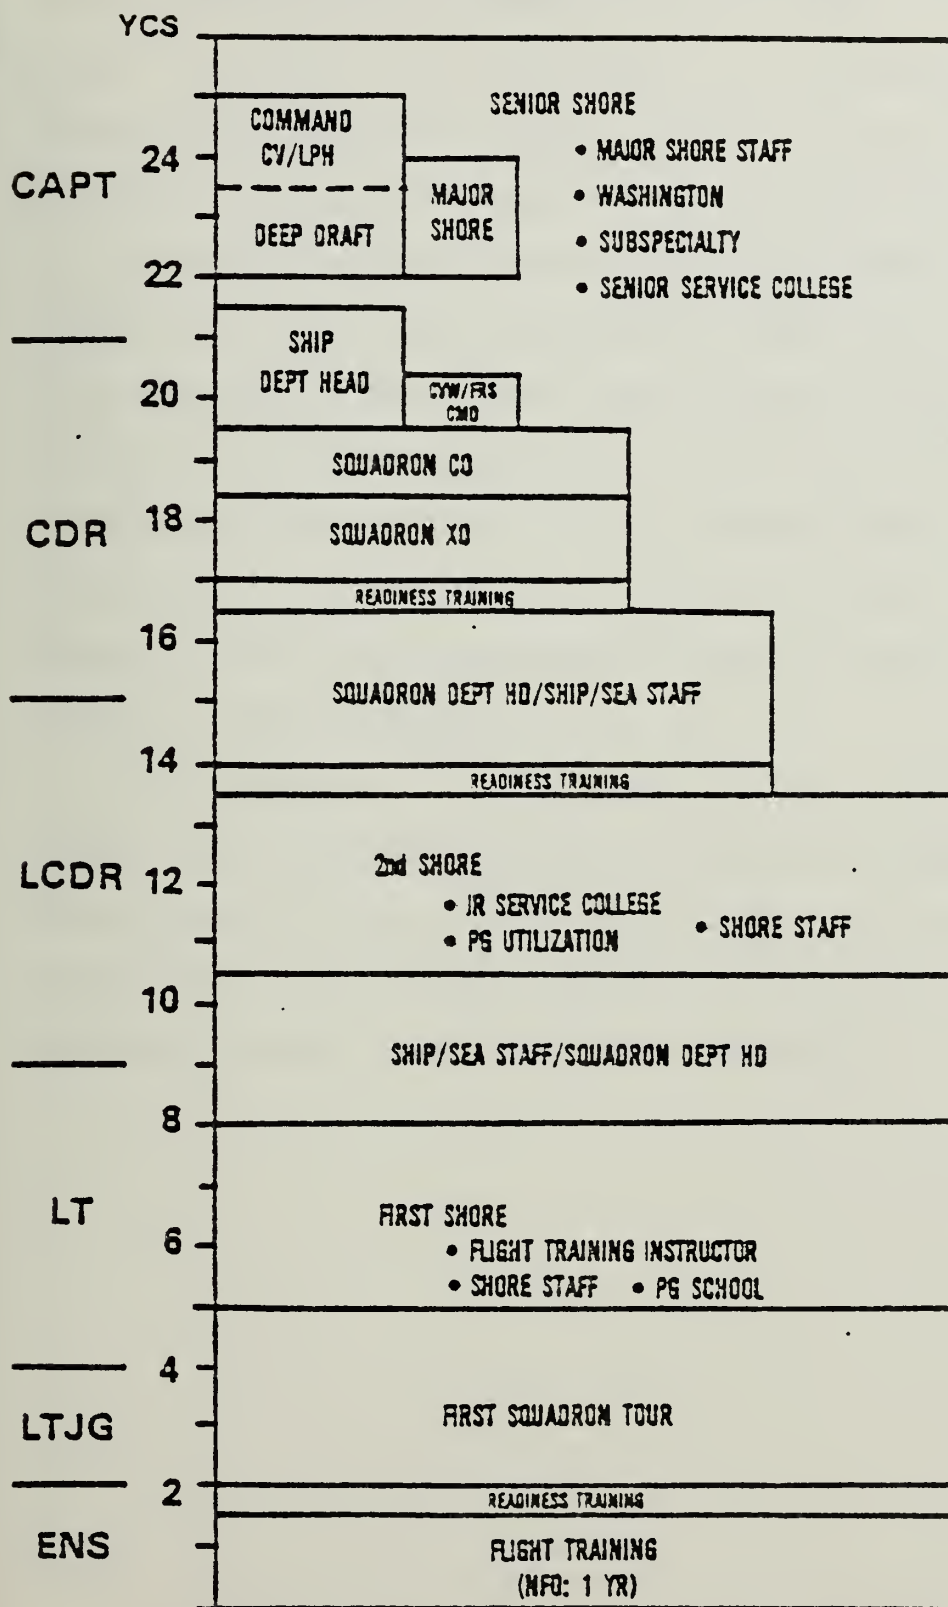 YCS
COMMAND
CV/LPH
DEEP DRAFT
MAJOR
SHORE
SENIOR SHORE
• MAJOR SHORE STAFF
• WASHINGTON
• SUBSPECIALTY
• SENIOR SERVICE COLLEGE
CAPT
24
22
SHIP
DEPT HEAD
CVW/FRS
CMD
20
SQUADRON CO
CDR
18
SQUADRON XO
READINESS TRAINING
16
SQUADRON DEPT HD/SHIP/SEA STAFF
14
READINESS TRAINING
LCDR
12
2nd SHORE
• JR SERVICE COLLEGE
• PG UTILIZATION
• SHORE STAFF
10
SHIP/SEA STAFF/SQUADRON DEPT HD
8
LT
FIRST SHORE
6
• FLIGHT TRAINING INSTRUCTOR
• SHORE STAFF • PG SCHOOL
4
LTJG
FIRST SQUADRON TOUR
2
READINESS TRAINING
ENS
FLIGHT TRAINING
(NFO: 1 YR)